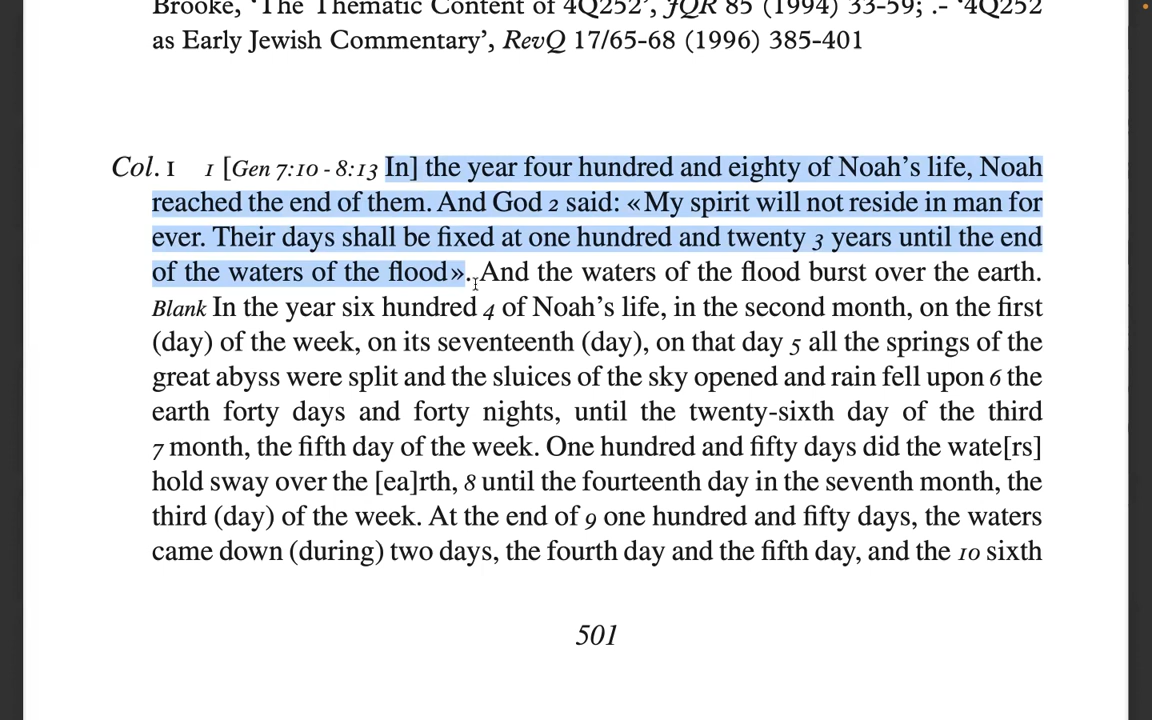 Brooke, ‘The Thematic Content of 4Q252’, JQR 85 (1994) 33-59; .- ‘4Q252
as Early Jewish Commentary’, RevQ 17/65-68 (1996) 385-401
Col. I 1 [Gen 7:10 - 8:13 In] the year four hundred and eighty of Noah’s life, Noah
reached the end of them. And God 2 said: «My spirit will not reside in man for
ever. Their days shall be fixed at one hundred and twenty 3 years until the end
of the waters of the flood». And the waters of the flood burst over the earth.
Blank In the year six hundred 4 of Noah’s life, in the second month, on the first
(day) of the week, on its seventeenth (day), on that day 5 all the springs of the
great abyss were split and the sluices of the sky opened and rain fell upon 6 the
earth forty days and forty nights, until the twenty-sixth day of the third
7 month, the fifth day of the week. One hundred and fifty days did the wate[rs]
hold sway over the [ea]rth, 8 until the fourteenth day in the seventh month, the
third (day) of the week. At the end of 9 one hundred and fifty days, the waters
came down (during) two days, the fourth day and the fifth day, and the 10 sixth
501